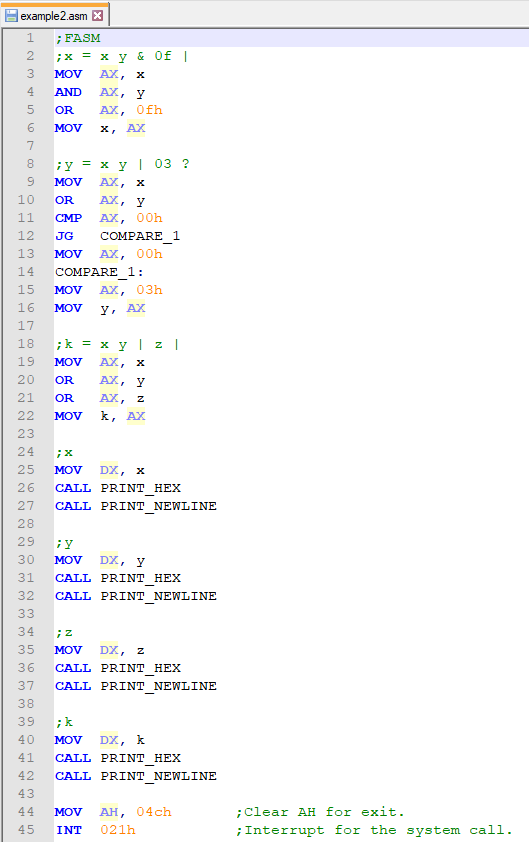 example2.asm
1 ;FASM
2 ;x = x y & 0f |
3 MOV AX, x
4 AND AX, y
5 OR AX, 0fh
6 MOV x, AX
7
8 ;y = x y | 03 ?
9 MOV AX, x
10 OR AX, y
11 CMP AX, 00h
12 JG COMPARE_1
13 MOV AX, 00h
14 COMPARE_1:
15 MOV AX, 03h
16 MOV y, AX
17
18 ;k = x y | z |
19 MOV AX, x
20 OR AX, y
21 OR AX, z
22 MOV k, AX
23
24 ;x
25 MOV DX, x
26 CALL PRINT_HEX
27 CALL PRINT_NEWLINE
28
29 ;y
30 MOV DX, y
31 CALL PRINT_HEX
32 CALL PRINT_NEWLINE
33
34 ;z
35 MOV DX, z
36 CALL PRINT_HEX
37 CALL PRINT_NEWLINE
38
39 ;k
40 MOV DX, k
41 CALL PRINT_HEX
42 CALL PRINT_NEWLINE
43
44 MOV AH, 04ch ;Clear AH for exit.
45 INT 021h ;Interrupt for the system call.